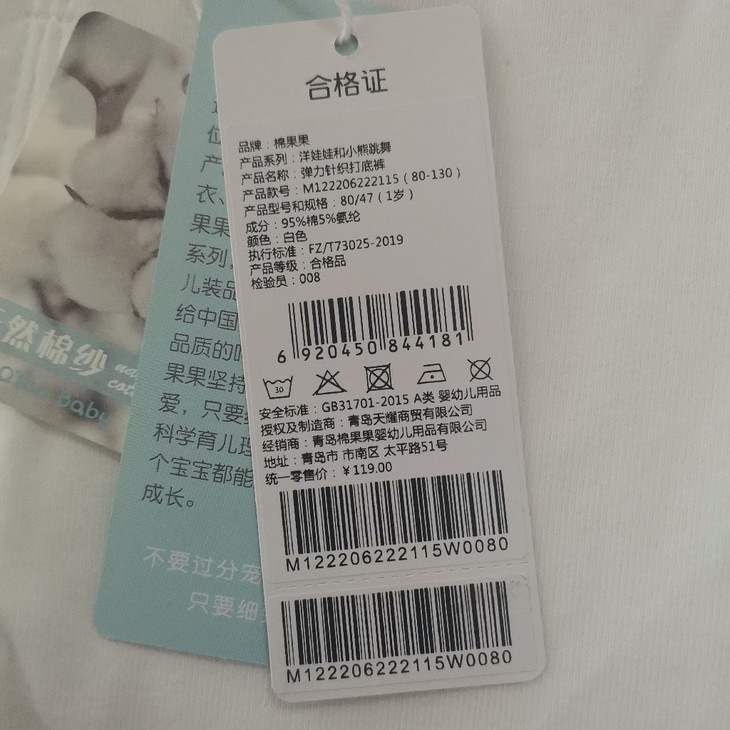 合格证
品牌：棉果果
产品系列：洋娃娃和小熊跳舞
产品名称：弹力针织打底裤
产品款号：M122206222115（80-130）
产品型号和规格：80/47（1岁）
成分：95%棉5%氨纶
颜色：白色
执行标准：FZ/T73025-2019
产品等级：合格品
检验员：008
6 920450 844181
30
安全标准：GB31701-2015 A类 婴幼儿用品
授权及制造商：青岛天耀商贸有限公司
经销商：青岛棉果果婴幼儿用品有限公司
地址：青岛市 市南区 太平路51号
统一零售价：￥119.00
M122206222115W0080
M122206222115W0080
位
产
衣、
果果
系列
儿装品
给中国
品质的
果果坚持
爱，只要
科学育儿理
个宝宝都能
成长。
不要过分宠
只要细
然棉纱
Baby